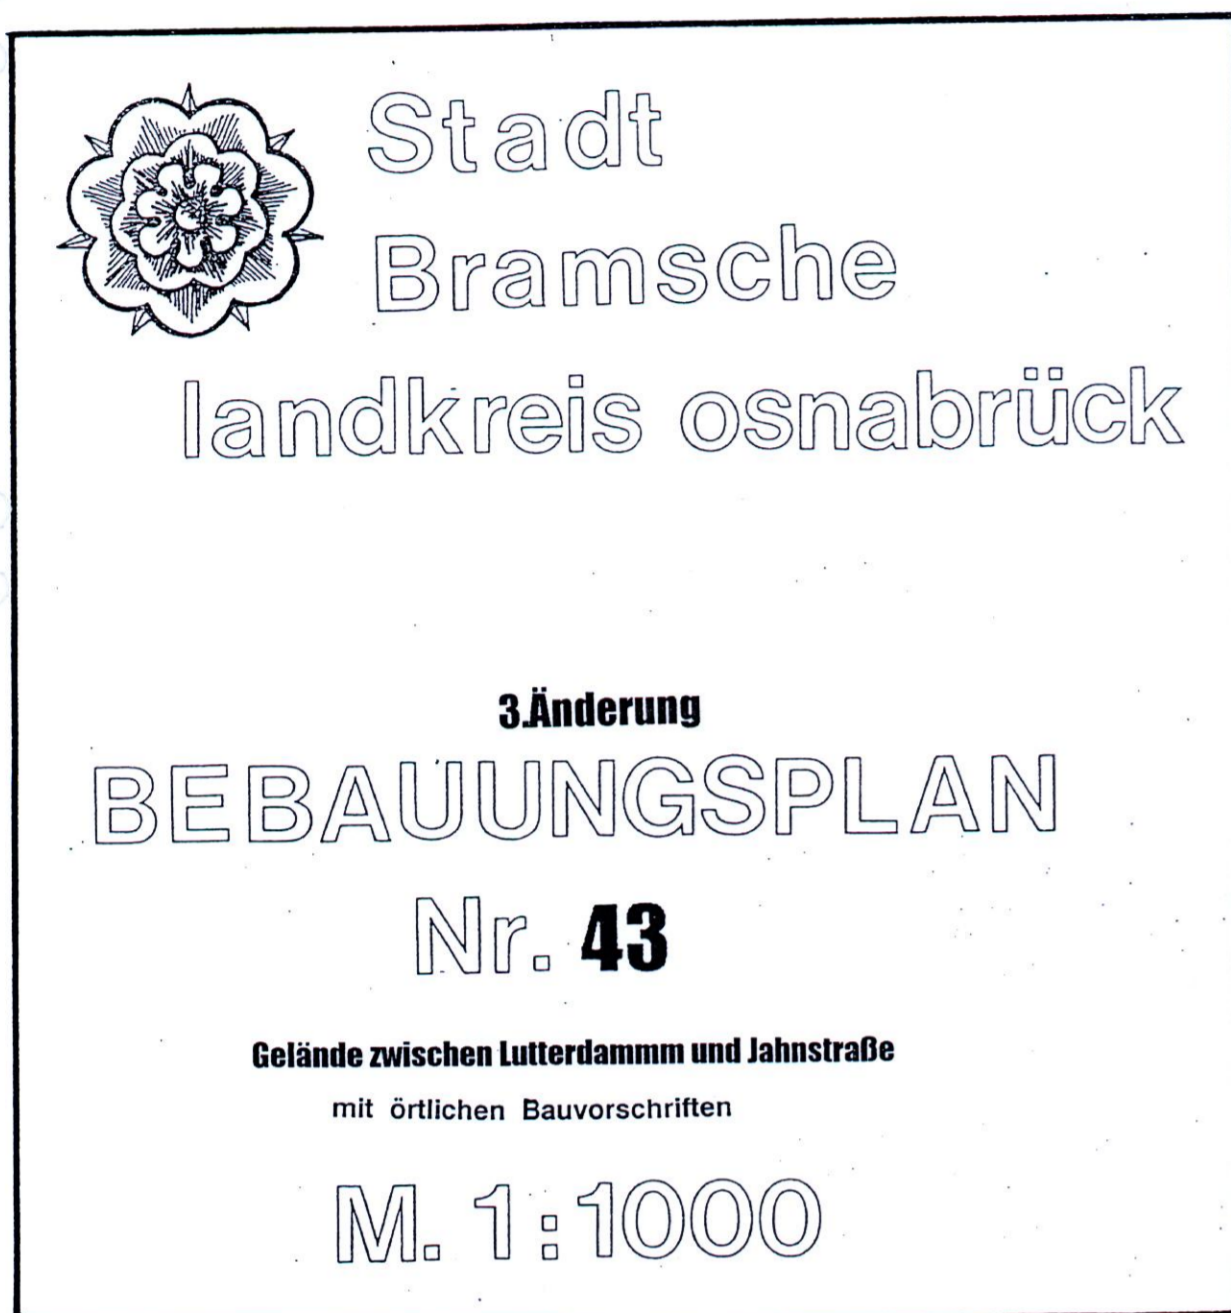 Stadt
Bramsche
landkreis osnabrück
3.Änderung
BEBAUUNGSPLAN
Nr. 43
Gelände zwischen Lutterdammm und Jahnstraße
mit örtlichen Bauvorschriften
M. 1:1000